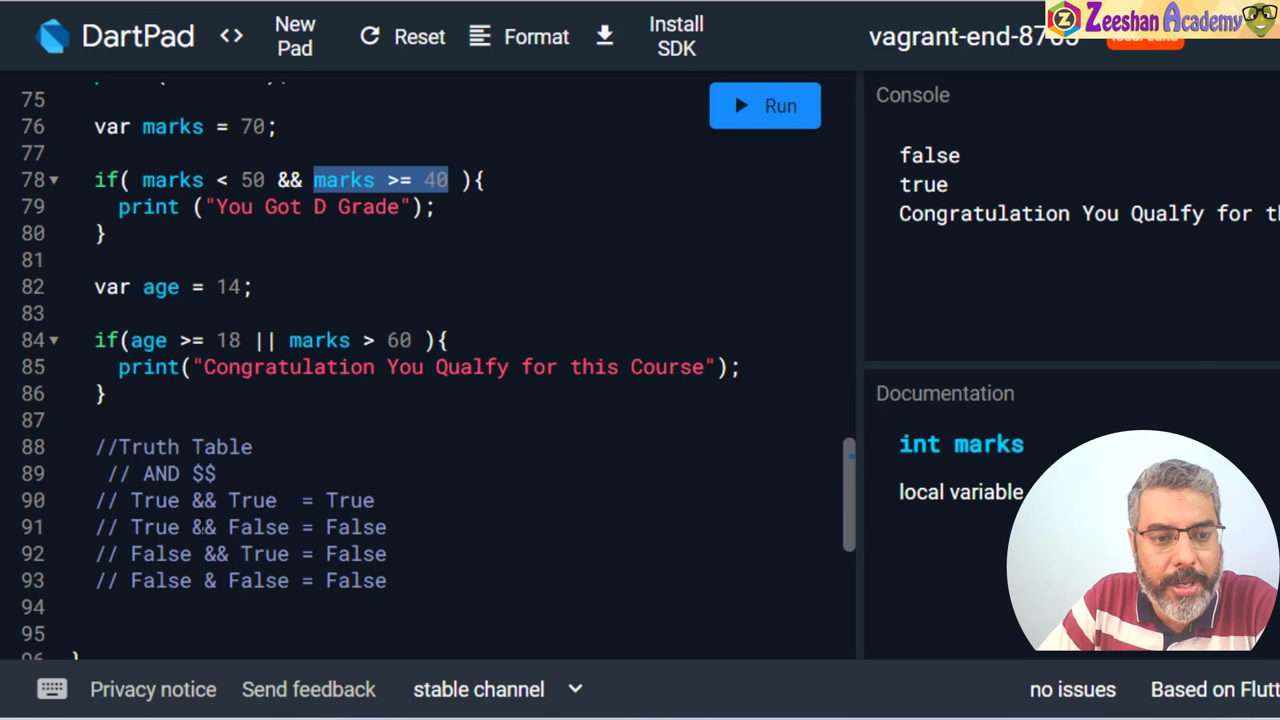 DartPad
<>
New Pad
Reset
Format
Install SDK
Zeeshan Academy
75
76 var marks = 70;
77
78 if( marks < 50 && marks >= 40 ){
79 print ("You Got D Grade");
80 }
81
82 var age = 14;
83
84 if(age >= 18 || marks > 60 ){
85 print("Congratulation You Qualfy for this Course");
86 }
87
88 //Truth Table
89 // AND $$
90 // True && True = True
91 // True && False = False
92 // False && True = False
93 // False & False = False
94
95
Run
Console
false
true
Congratulation You Qualfy for
Documentation
int marks
local variable
Privacy notice
Send feedback
stable channel
no issues
Based on